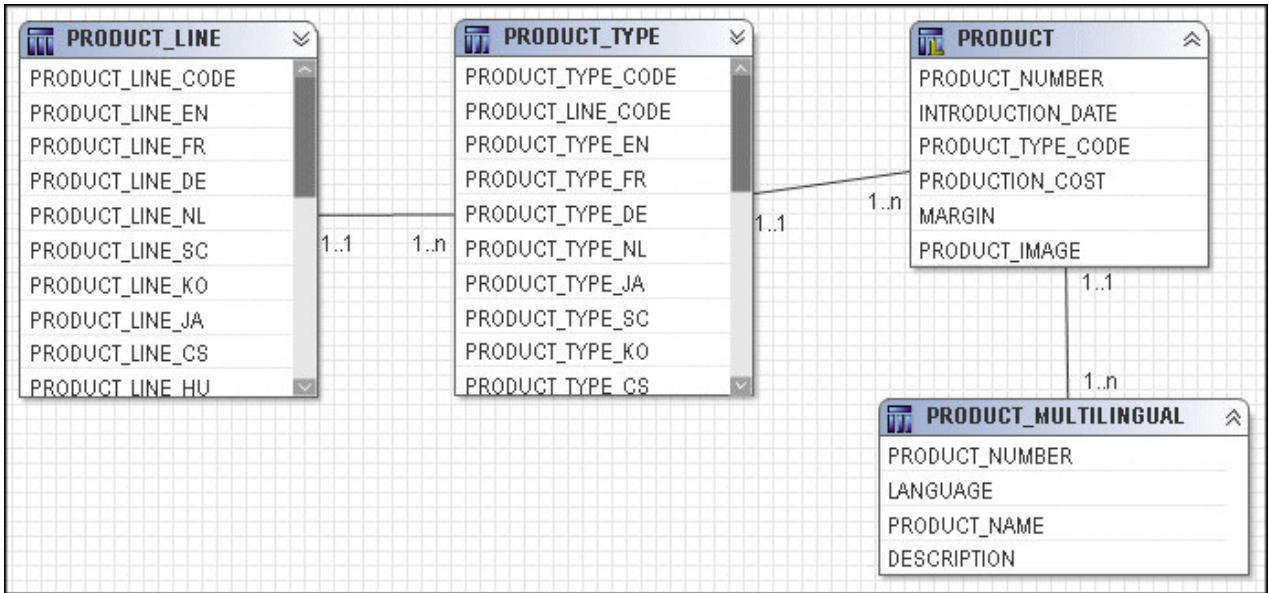 PRODUCT_LINE
PRODUCT_LINE_CODE
PRODUCT_LINE_EN
PRODUCT_LINE_FR
PRODUCT_LINE_DE
PRODUCT_LINE_NL
PRODUCT_LINE_SC
PRODUCT_LINE_KO
PRODUCT_LINE_JA
PRODUCT_LINE_CS
PRODUCT_LINE_HU
1..1
1..n
PRODUCT_TYPE
PRODUCT_TYPE_CODE
PRODUCT_LINE_CODE
PRODUCT_TYPE_EN
PRODUCT_TYPE_FR
PRODUCT_TYPE_DE
PRODUCT_TYPE_NL
PRODUCT_TYPE_JA
PRODUCT_TYPE_SC
PRODUCT_TYPE_KO
PRODUCT_TYPE_CS
1..1
1..n
PRODUCT
PRODUCT_NUMBER
INTRODUCTION_DATE
PRODUCT_TYPE_CODE
PRODUCTION_COST
MARGIN
PRODUCT_IMAGE
1..1
1..n
PRODUCT_MULTILINGUAL
PRODUCT_NUMBER
LANGUAGE
PRODUCT_NAME
DESCRIPTION